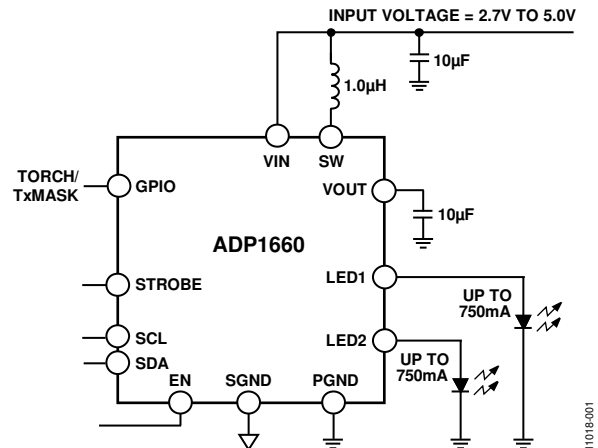 INPUT VOLTAGE = 2.7V TO 5.0V
10µF
1.0µH
VIN
SW
TORCH/
TxMASK
GPIO
VOUT
10µF
ADP1660
STROBE
LED1
UP TO
750mA
SCL
LED2
SDA
UP TO
750mA
EN
SGND
PGND
11018-001